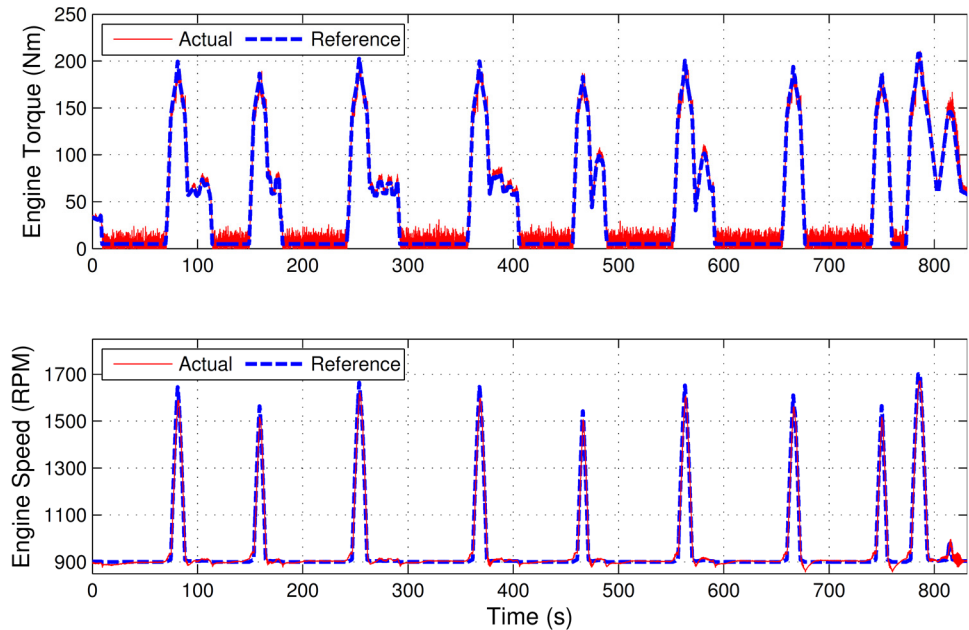 250
200
150
100
50
0
Engine Torque (Nm)
Actual Reference
0 100 200 300 400 500 600 700 800
1700
1500
1300
1100
900
Engine Speed (RPM)
Actual Reference
0 100 200 300 400 500 600 700 800
Time (s)